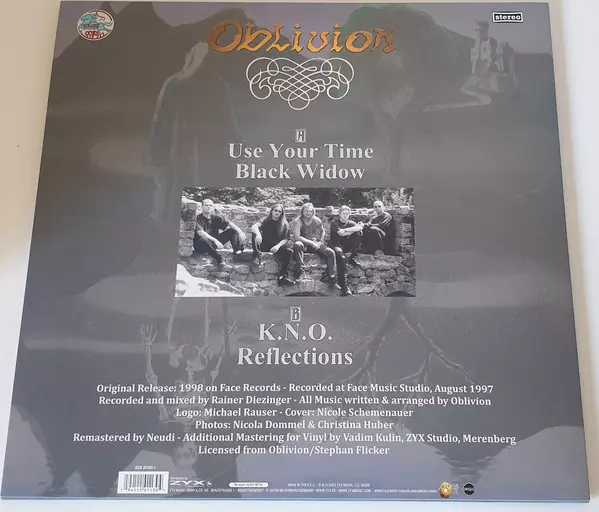 stereo
Oblivion
A
Use Your Time
Black Widow
B
K.N.O.
Reflections
Original Release: 1998 on Face Records - Recorded at Face Music Studio, August 1997
Recorded and mixed by Rainer Diezinger - All Music written & arranged by Oblivion
Logo: Michael Rauser - Cover: Nicole Schemenauer
Photos: Nicola Dommel & Christina Huber
Remastered by Neudi - Additional Mastering for Vinyl by Vadim Kulin, ZYX Studio, Merenberg
Licensed from Oblivion/Stephan Flicker
ZYX